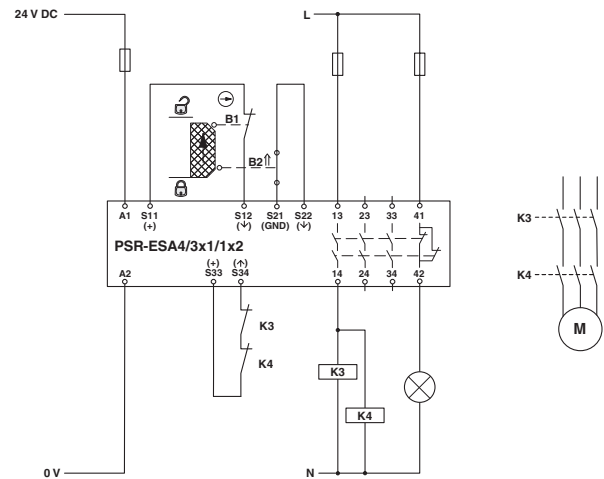 24 V DC
L
B1
B2
A1 S11 S12 S21 S22 13 23 33 41
(+) (↓) (GND) (↓)
PSR-ESA4/3x1/1x2
(+) (↑)
A2 S33 S34 14 24 34 42
K3
K4
K3
K4
0 V
N
K3
K4
M